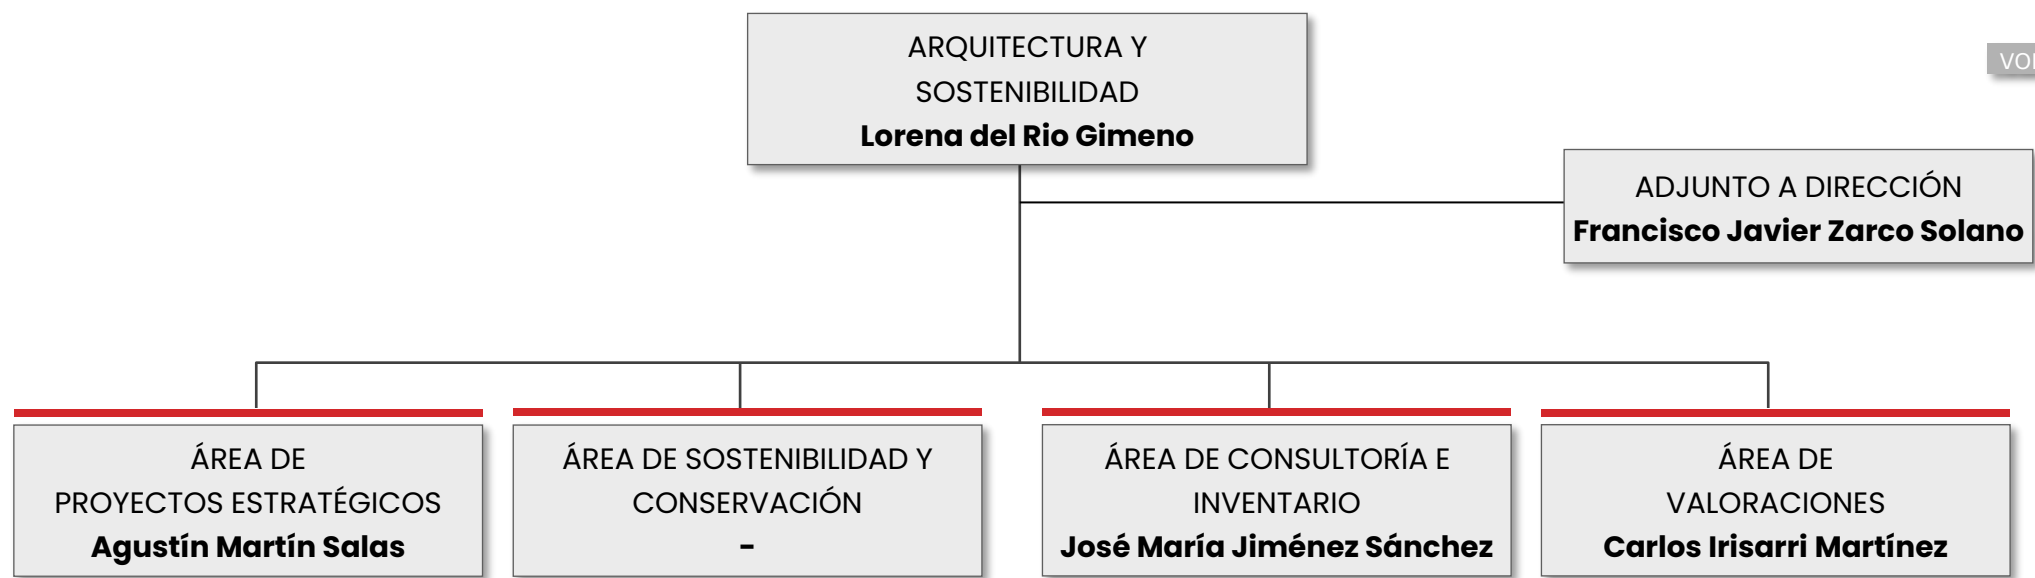 ARQUITECTURA Y
SOSTENIBILIDAD
Lorena del Rio Gimeno
ADJUNTO A DIRECCIÓN
Francisco Javier Zarco Solano
ÁREA DE
PROYECTOS ESTRATÉGICOS
Agustín Martín Salas
ÁREA DE SOSTENIBILIDAD Y
CONSERVACIÓN
-
ÁREA DE CONSULTORÍA E
INVENTARIO
José María Jiménez Sánchez
ÁREA DE
VALORACIONES
Carlos Irisarri Martínez